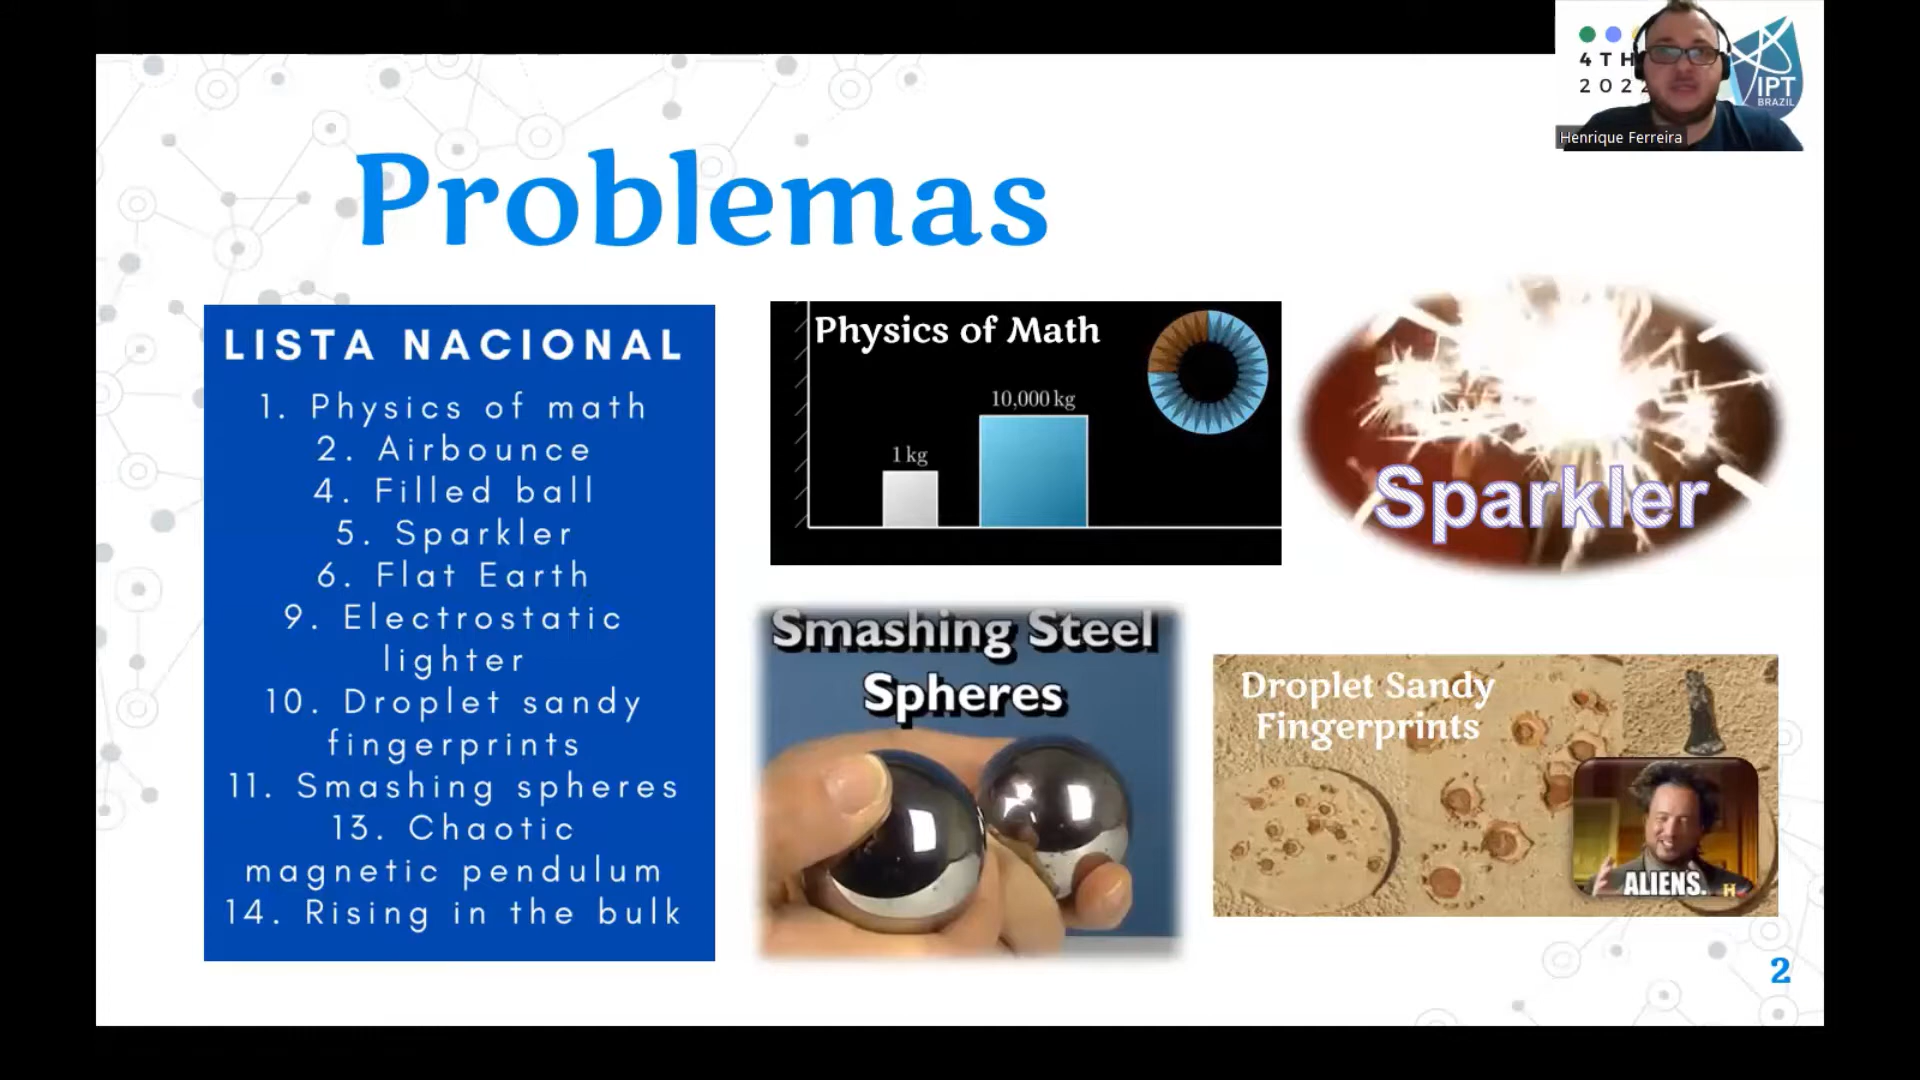 4TH
2022
IPT
BRAZIL
Henrique Ferreira
Problemas
LISTA NACIONAL
1. Physics of math
2. Airbounce
4. Filled ball
5. Sparkler
6. Flat Earth
9. Electrostatic
lighter
10. Droplet sandy
fingerprints
11. Smashing spheres
13. Chaotic
magnetic pendulum
14. Rising in the bulk
Physics of Math
10,000 kg
1 kg
Sparkler
Smashing Steel
Spheres
Droplet Sandy
Fingerprints
ALIENS.
H
2